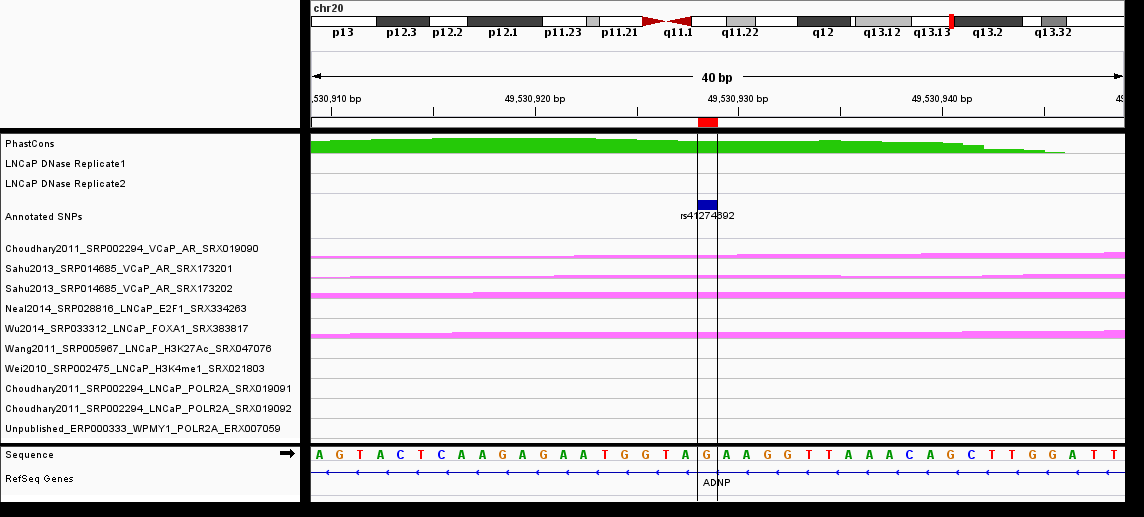 chr20
p13 p12.3 p12.2 p12.1 p11.23 p11.21 q11.1 q11.22 q12 q13.12 q13.13 q13.2 q13.32
40 bp
,530,910 bp 49,530,920 bp 49,530,930 bp 49,530,940 bp 49
PhastCons
LNCaP DNase Replicate1
LNCaP DNase Replicate2
Annotated SNPs
rs41274692
Choudhary2011_SRP002294_VCaP_AR_SRX019090
Sahu2013_SRP014685_VCaP_AR_SRX173201
Sahu2013_SRP014685_VCaP_AR_SRX173202
Neal2014_SRP028816_LNCaP_E2F1_SRX334263
Wu2014_SRP033312_LNCaP_FOXA1_SRX383817
Wang2011_SRP005967_LNCaP_H3K27Ac_SRX047076
Wei2010_SRP002475_LNCaP_H3K4me1_SRX021803
Choudhary2011_SRP002294_LNCaP_POLR2A_SRX019091
Choudhary2011_SRP002294_LNCaP_POLR2A_SRX019092
Unpublished_ERP000333_WPMY1_POLR2A_ERX007059
Sequence A G T A C T C A A G A G A A T G G T A G A A G G T T A A A C A G C T T G G A T T
RefSeq Genes
ADNP